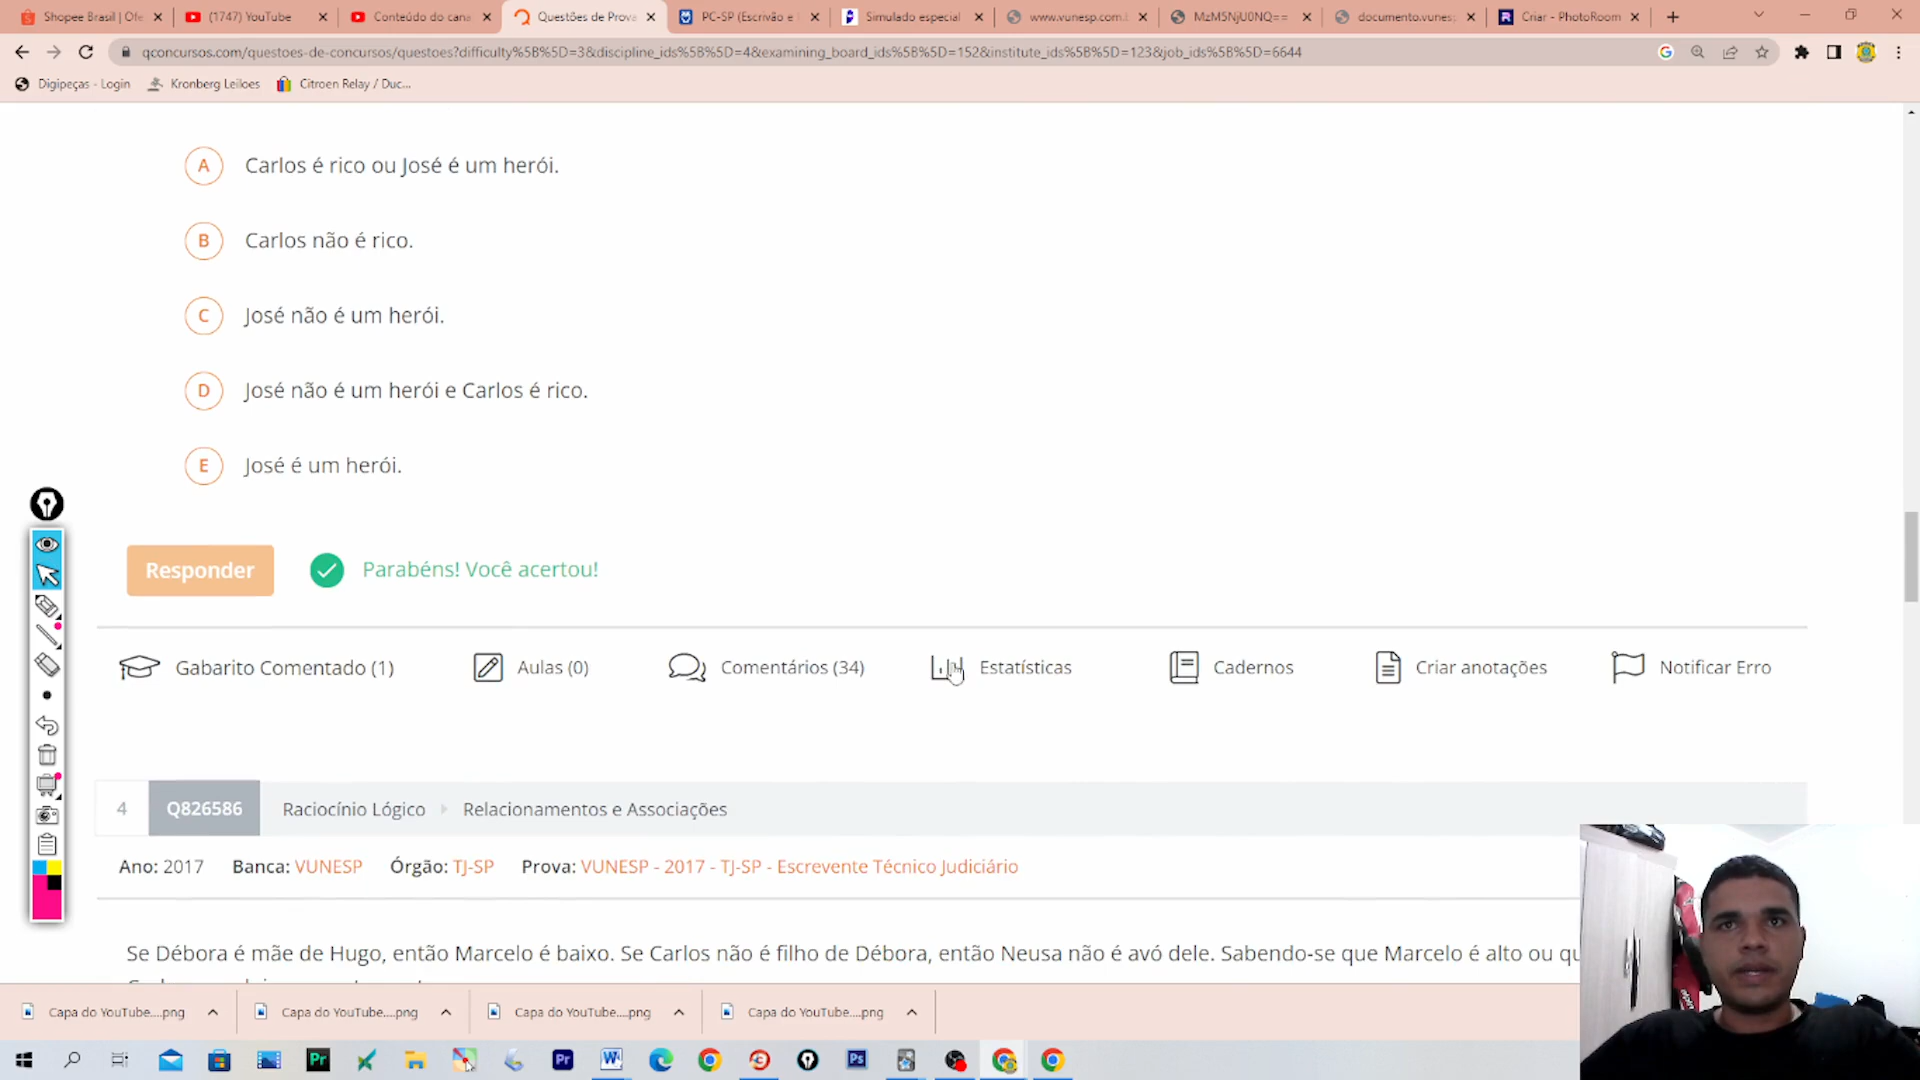 Shopee Brasil | Ofe
(1747) YouTube
Conteúdo do cana
Questões de Prova
PC-SP (Escrivão e
Simulado especial
www.vunesp.com.
MzM5NjU0NQ==
documento.vunes
Criar - PhotoRoom
qconcursos.com/questoes-de-concursos/questoes?difficulty%5B%5D=3&discipline_ids%5B%5D=4&examining_board_ids%5B%5D=152&institute_ids%5B%5D=123&job_ids%5B%5D=6644
Digipeças - Login
Kronberg Leiloes
Citroen Relay / Duc...
A Carlos é rico ou José é um herói.
B Carlos não é rico.
C José não é um herói.
D José não é um herói e Carlos é rico.
E José é um herói.
Responder
Parabéns! Você acertou!
Gabarito Comentado (1)
Aulas (0)
Comentários (34)
Estatísticas
Cadernos
Criar anotações
Notificar Erro
4 Q826586 Raciocínio Lógico Relacionamentos e Associações
Ano: 2017 Banca: VUNESP Órgão: TJ-SP Prova: VUNESP - 2017 - TJ-SP - Escrevente Técnico Judiciário
Se Débora é mãe de Hugo, então Marcelo é baixo. Se Carlos não é filho de Débora, então Neusa não é avó dele. Sabendo-se que Marcelo é alto ou qu
Capa do YouTube....png
Capa do YouTube....png
Capa do YouTube....png
Capa do YouTube....png